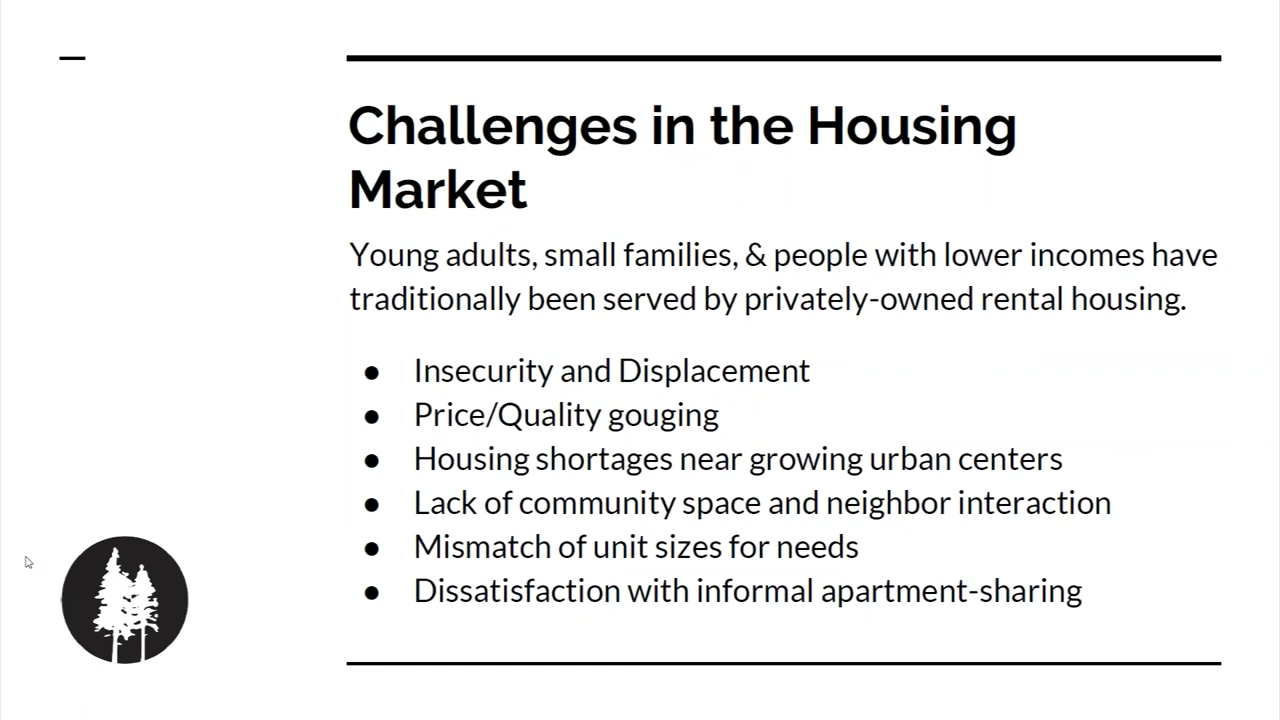 Challenges in the Housing
Market
Young adults, small families, & people with lower incomes have
traditionally been served by privately-owned rental housing.
● Insecurity and Displacement
● Price/Quality gouging
● Housing shortages near growing urban centers
● Lack of community space and neighbor interaction
● Mismatch of unit sizes for needs
● Dissatisfaction with informal apartment-sharing